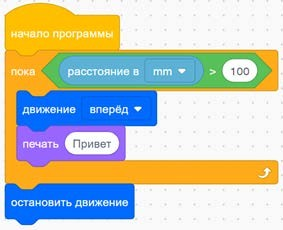 начало программы
пока расстояние в mm > 100
движение вперёд
печать Привет
остановить движение